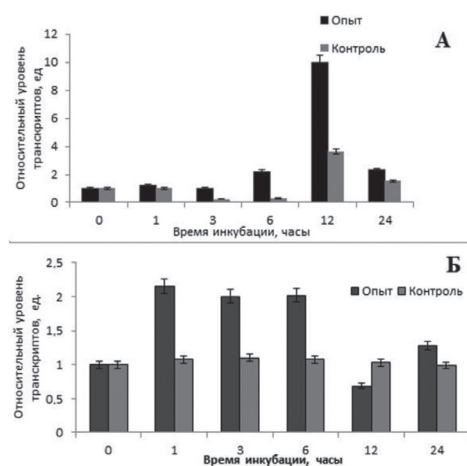 Опыт
Контроль
А
Относительный уровень
транскриптов, ед
12
10
8
6
4
2
0
0 1 3 6 12 24
Время инкубации, часы
Б
Опыт Контроль
Относительный уровень
транскриптов, ед.
2,5
2
1,5
1
0,5
0
0 1 3 6 12 24
Время инкубации, часы